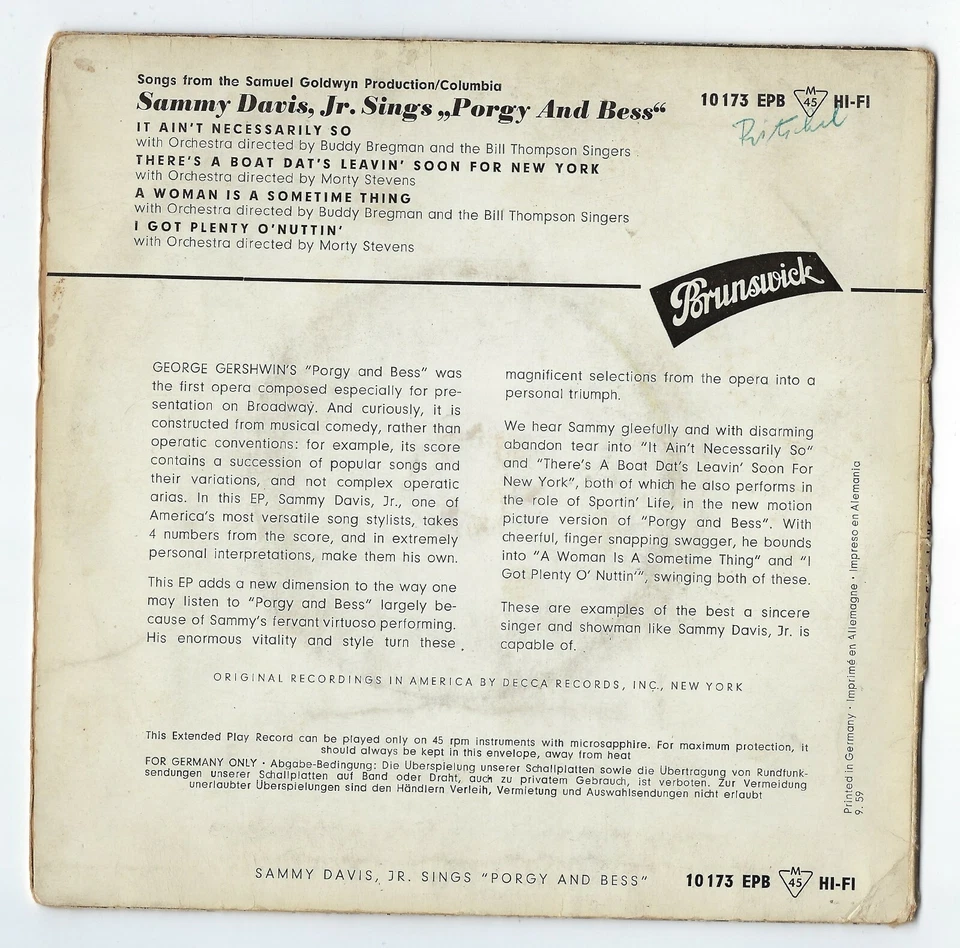 Songs from the Samuel Goldwyn Production/Columbia
Sammy Davis, Jr. Sings „Porgy And Bess“
10173 EPB M 45 HI-FI
IT AIN'T NECESSARILY SO
with Orchestra directed by Buddy Bregman and the Bill Thompson Singers
THERE'S A BOAT DAT'S LEAVIN' SOON FOR NEW YORK
with Orchestra directed by Morty Stevens
A WOMAN IS A SOMETIME THING
with Orchestra directed by Buddy Bregman and the Bill Thompson Singers
I GOT PLENTY O'NUTTIN'
with Orchestra directed by Morty Stevens
Brunswick
GEORGE GERSHWIN'S "Porgy and Bess" was
the first opera composed especially for pre-
sentation on Broadway. And curiously, it is
constructed from musical comedy, rather than
operatic conventions: for example, its score
contains a succession of popular songs and
their variations, and not complex operatic
arias. In this EP, Sammy Davis, Jr., one of
America's most versatile song stylists, takes
4 numbers from the score, and in extremely
personal interpretations, make them his own.
This EP adds a new dimension to the way one
may listen to "Porgy and Bess" largely be-
cause of Sammy's fervant virtuoso performing.
His enormous vitality and style turn these
magnificent selections from the opera into a
personal triumph.
We hear Sammy gleefully and with disarming
abandon tear into "It Ain't Necessarily So"
and "There's A Boat Dat's Leavin' Soon For
New York", both of which he also performs in
the role of Sportin' Life, in the new motion
picture version of "Porgy and Bess". With
cheerful, finger snapping swagger, he bounds
into "A Woman Is A Sometime Thing" and "I
Got Plenty O' Nuttin'", swinging both of these.
These are examples of the best a sincere
singer and showman like Sammy Davis, Jr. is
capable of.
ORIGINAL RECORDINGS IN AMERICA BY DECCA RECORDS, INC., NEW YORK
This Extended Play Record can be played only on 45 rpm instruments with microsapphire. For maximum protection, it
should always be kept in this envelope, away from heat
FOR GERMANY ONLY · Abgabe-Bedingung: Die Überspielung unserer Schallplatten sowie die Übertragung von Rundfunk-
sendungen unserer Schallplatten auf Band oder Draht, auch zu privatem Gebrauch, ist verboten. Zur Vermeidung
unerlaubter Überspielungen sind den Händlern Verleih, Vermietung und Auswahlsendungen nicht erlaubt
Printed in Germany · Imprimé en Allemagne · Impreso en Alemania
9. 59
SAMMY DAVIS, JR. SINGS "PORGY AND BESS"
10173 EPB M 45 HI-FI